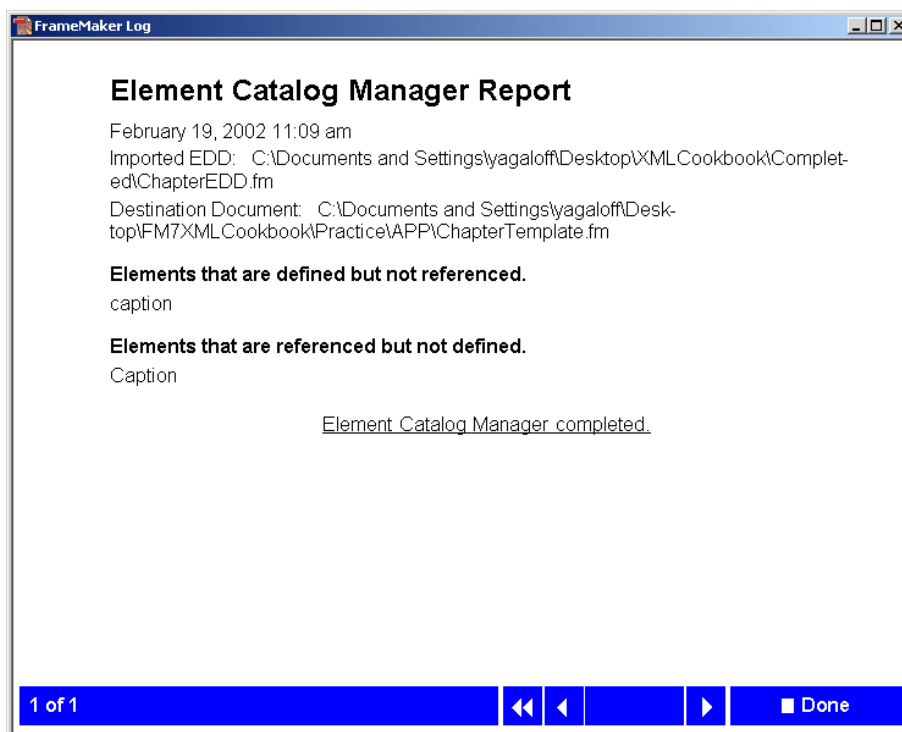 FrameMaker Log
Element Catalog Manager Report
February 19, 2002 11:09 am
Imported EDD:   C:\Documents and Settings\yagaloff\Desktop\XMLCookbook\Complet-
ed\ChapterEDD.fm
Destination Document:   C:\Documents and Settings\yagaloff\Desk-
top\FM7XMLCookbook\Practice\APP\ChapterTemplate.fm
Elements that are defined but not referenced.
caption
Elements that are referenced but not defined.
Caption
Element Catalog Manager completed.
1 of 1
Done